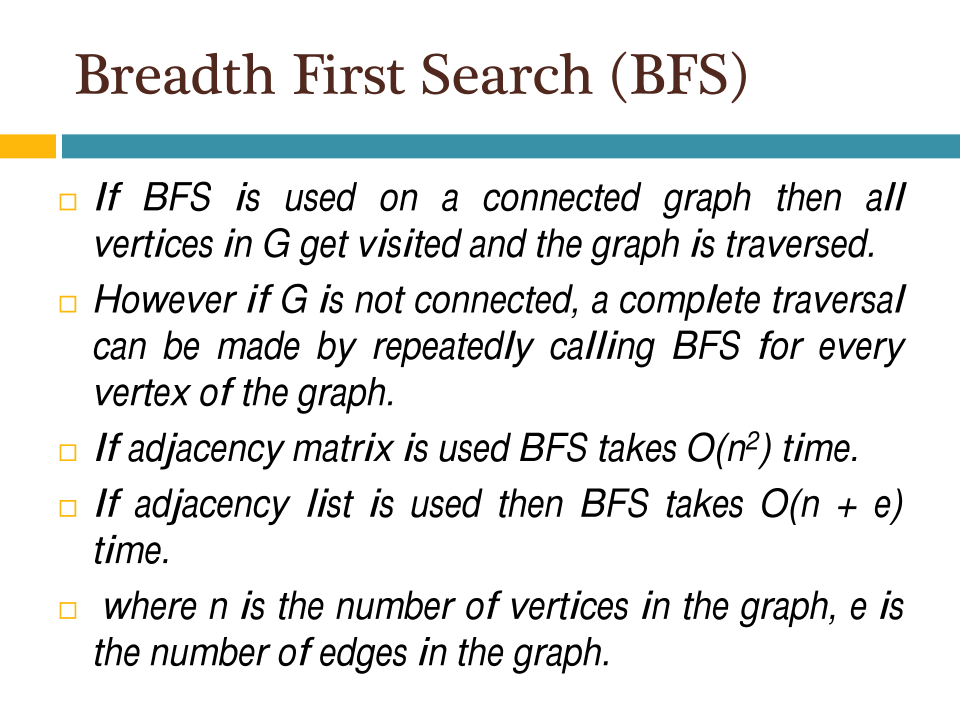 Breadth First Search (BFS)
If BFS is used on a connected graph then all
vertices in G get visited and the graph is traversed.
However if G is not connected, a complete traversal
can be made by repeatedly calling BFS for every
vertex of the graph.
If adjacency matrix is used BFS takes O(n²) time.
If adjacency list is used then BFS takes O(n + e)
time.
where n is the number of vertices in the graph, e is
the number of edges in the graph.